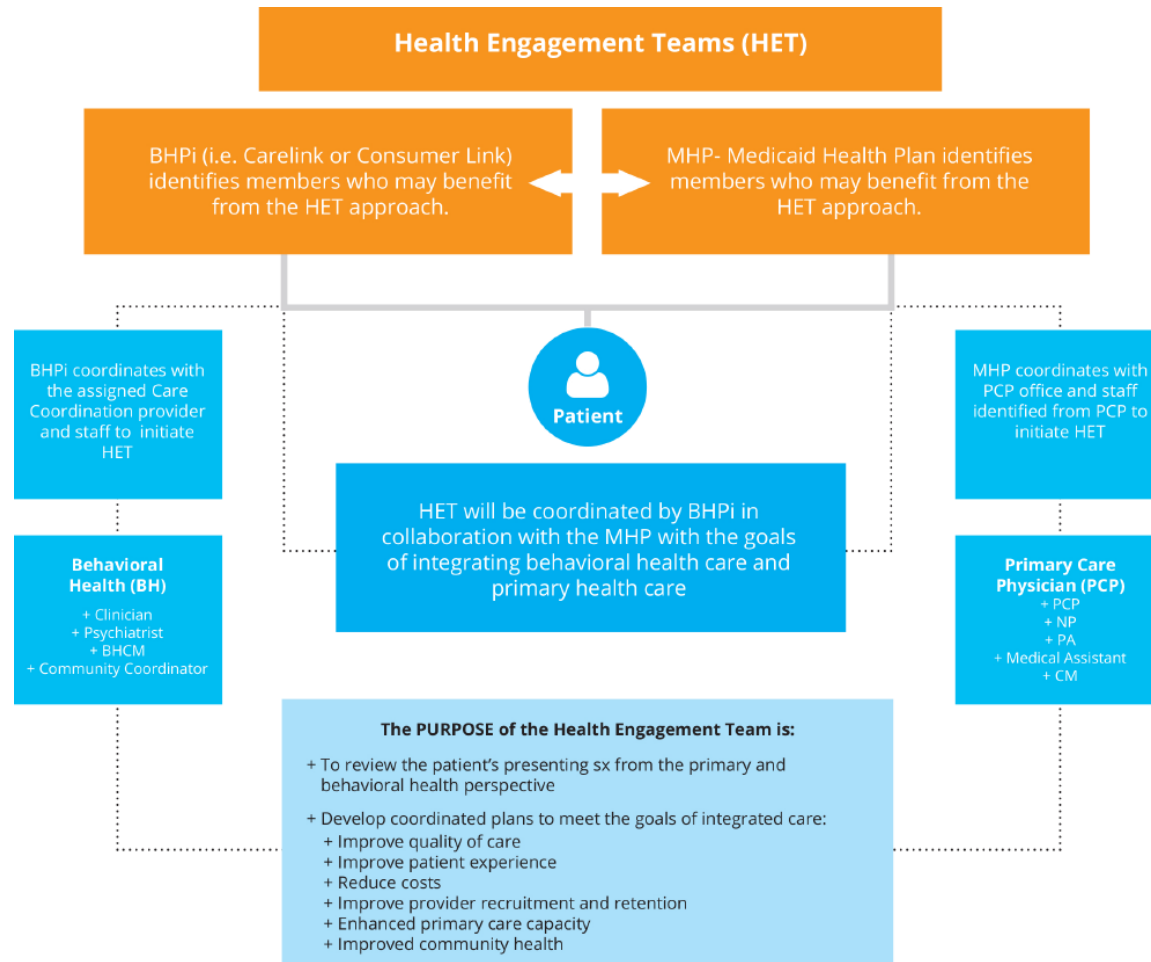 Health Engagement Teams (HET)
BHPi (i.e. Carelink or Consumer Link)
identifies members who may benefit
from the HET approach.
MHP- Medicaid Health Plan identifies
members who may benefit from the
HET approach.
BHPi coordinates with
the assigned Care
Coordination provider
and staff to initiate
HET
Patient
MHP coordinates with
PCP office and staff
identified from PCP to
initiate HET
HET will be coordinated by BHPi in
collaboration with the MHP with the goals
of integrating behavioral health care and
primary health care
Behavioral
Health (BH)
+ Clinician
+ Psychiatrist
+ BHCM
+ Community Coordinator
Primary Care
Physician (PCP)
+ PCP
+ NP
+ PA
+ Medical Assistant
+ CM
The PURPOSE of the Health Engagement Team is:
+ To review the patient's presenting sx from the primary and
behavioral health perspective
+ Develop coordinated plans to meet the goals of integrated care:
+ Improve quality of care
+ Improve patient experience
+ Reduce costs
+ Improve provider recruitment and retention
+ Enhanced primary care capacity
+ Improved community health